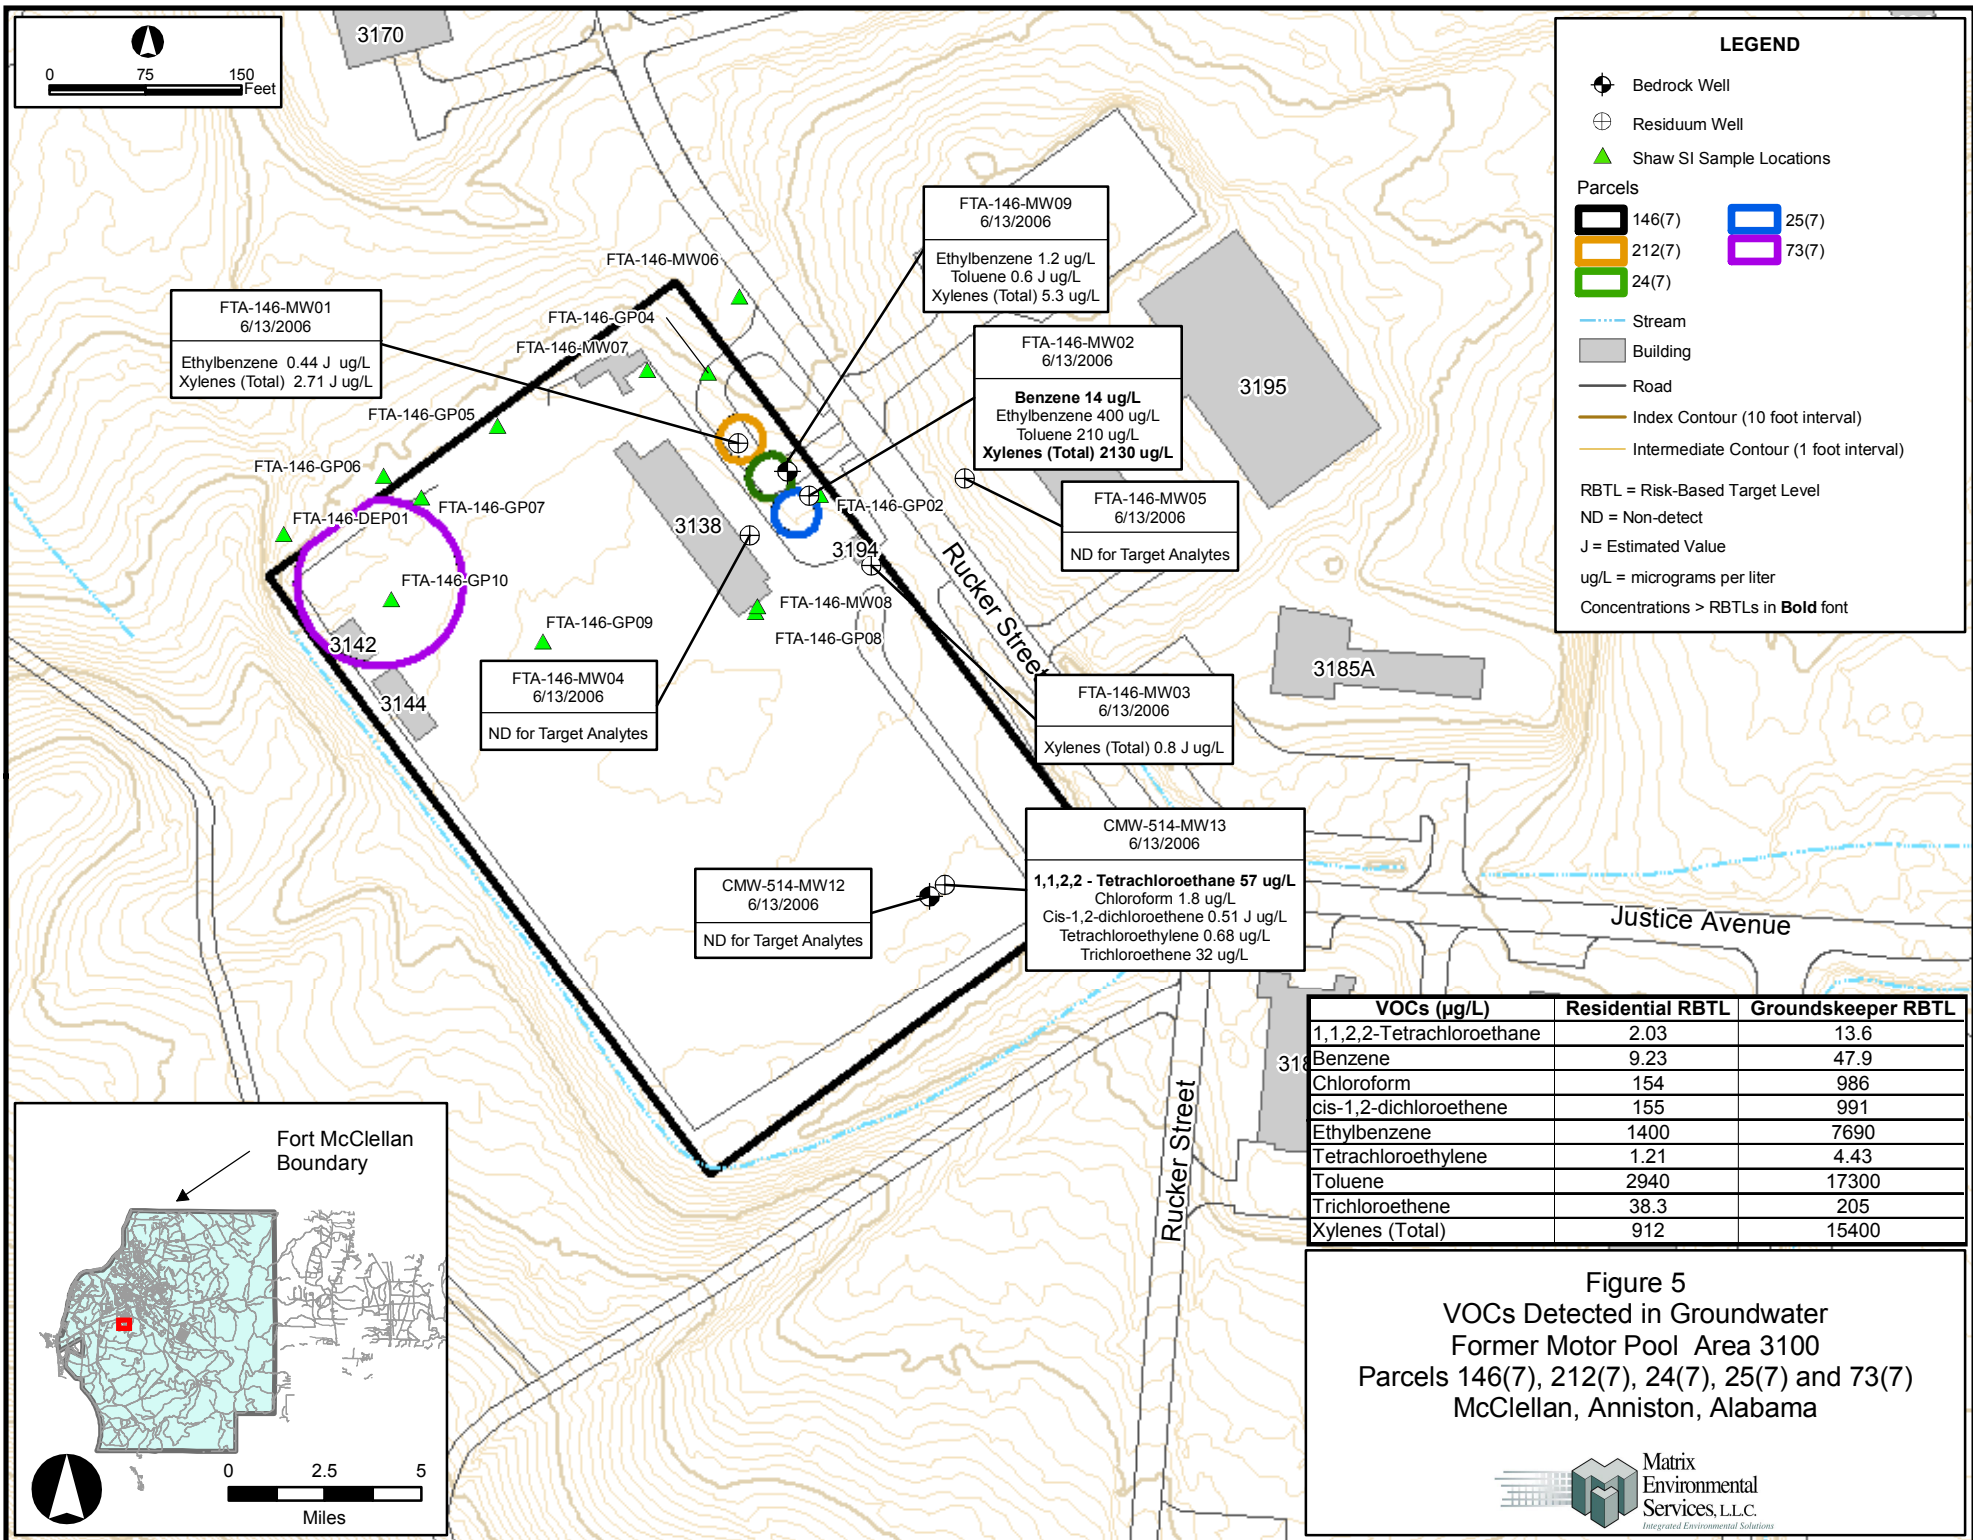 0 75 150
Feet
3170
LEGEND
Bedrock Well
Residuum Well
Shaw SI Sample Locations
Parcels
146(7) 25(7)
212(7) 73(7)
24(7)
Stream
Building
Road
Index Contour (10 foot interval)
Intermediate Contour (1 foot interval)
RBTL = Risk-Based Target Level
ND = Non-detect
J = Estimated Value
ug/L = micrograms per liter
Concentrations > RBTLs in Bold font
FTA-146-MW09
6/13/2006
Ethylbenzene 1.2 ug/L
Toluene 0.6 J ug/L
Xylenes (Total) 5.3 ug/L
FTA-146-MW06
FTA-146-MW01
6/13/2006
Ethylbenzene 0.44 J ug/L
Xylenes (Total) 2.71 J ug/L
FTA-146-GP04
FTA-146-MW07
FTA-146-MW02
6/13/2006
Benzene 14 ug/L
Ethylbenzene 400 ug/L
Toluene 210 ug/L
Xylenes (Total) 2130 ug/L
3195
FTA-146-GP05
FTA-146-GP06
FTA-146-GP07
FTA-146-DEP01
FTA-146-GP02
3138
3194
FTA-146-MW05
6/13/2006
ND for Target Analytes
FTA-146-GP10
FTA-146-MW08
FTA-146-GP09
FTA-146-GP08
Rucker Street
3142
3144
3185A
FTA-146-MW04
6/13/2006
ND for Target Analytes
FTA-146-MW03
6/13/2006
Xylenes (Total) 0.8 J ug/L
CMW-514-MW13
6/13/2006
1,1,2,2 - Tetrachloroethane 57 ug/L
Chloroform 1.8 ug/L
Cis-1,2-dichloroethene 0.51 J ug/L
Tetrachloroethylene 0.68 ug/L
Trichloroethene 32 ug/L
CMW-514-MW12
6/13/2006
ND for Target Analytes
Justice Avenue
Rucker Street
VOCs (µg/L) Residential RBTL Groundskeeper RBTL
1,1,2,2-Tetrachloroethane 2.03 13.6
Benzene 9.23 47.9
Chloroform 154 986
cis-1,2-dichloroethene 155 991
Ethylbenzene 1400 7690
Tetrachloroethylene 1.21 4.43
Toluene 2940 17300
Trichloroethene 38.3 205
Xylenes (Total) 912 15400
Fort McClellan
Boundary
0 2.5 5
Miles
Figure 5
VOCs Detected in Groundwater
Former Motor Pool Area 3100
Parcels 146(7), 212(7), 24(7), 25(7) and 73(7)
McClellan, Anniston, Alabama
Matrix
Environmental
Services, L.L.C.
Integrated Environmental Solutions